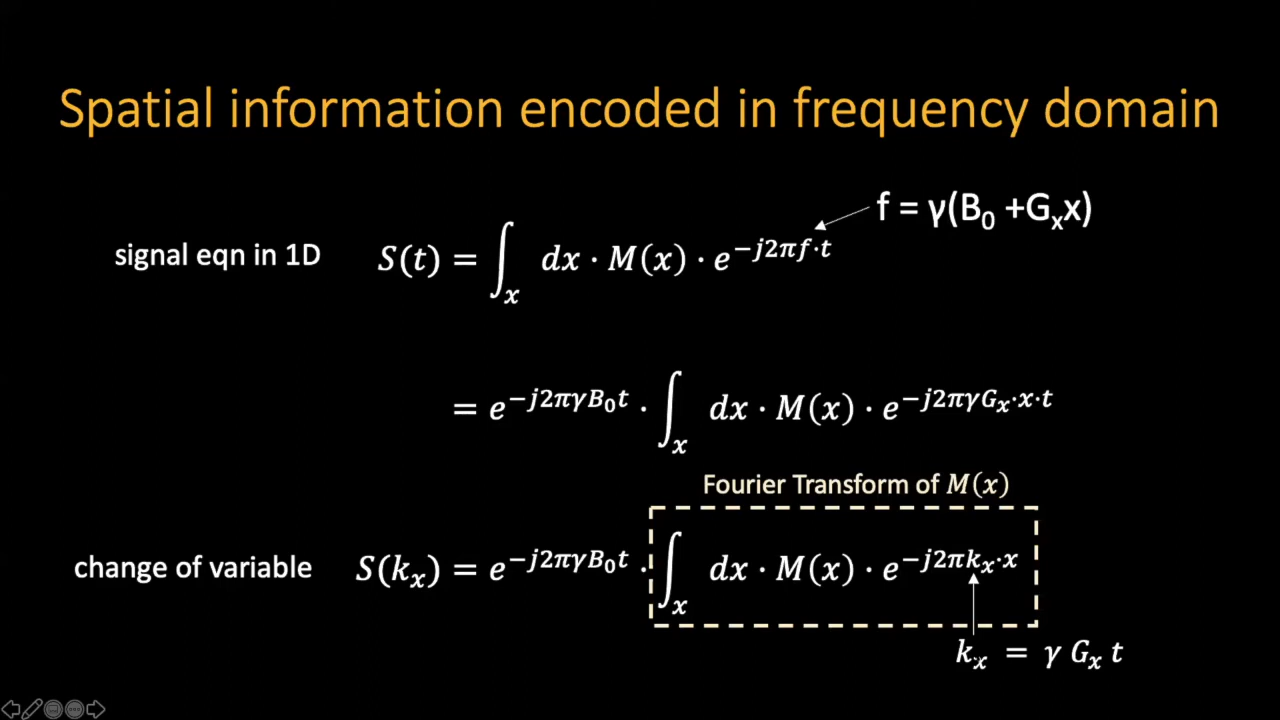 Spatial information encoded in frequency domain
f = γ(B₀ +Gₓx)
signal eqn in 1D S(t) = ∫ₓ dx · M(x) · e^{−j2πf·t}
= e^{−j2πγB₀t} · ∫ₓ dx · M(x) · e^{−j2πγGₓ·x·t}
Fourier Transform of M(x)
change of variable S(kₓ) = e^{−j2πγB₀t} · ∫ₓ dx · M(x) · e^{−j2πkₓ·x}
kₓ = γ Gₓ t